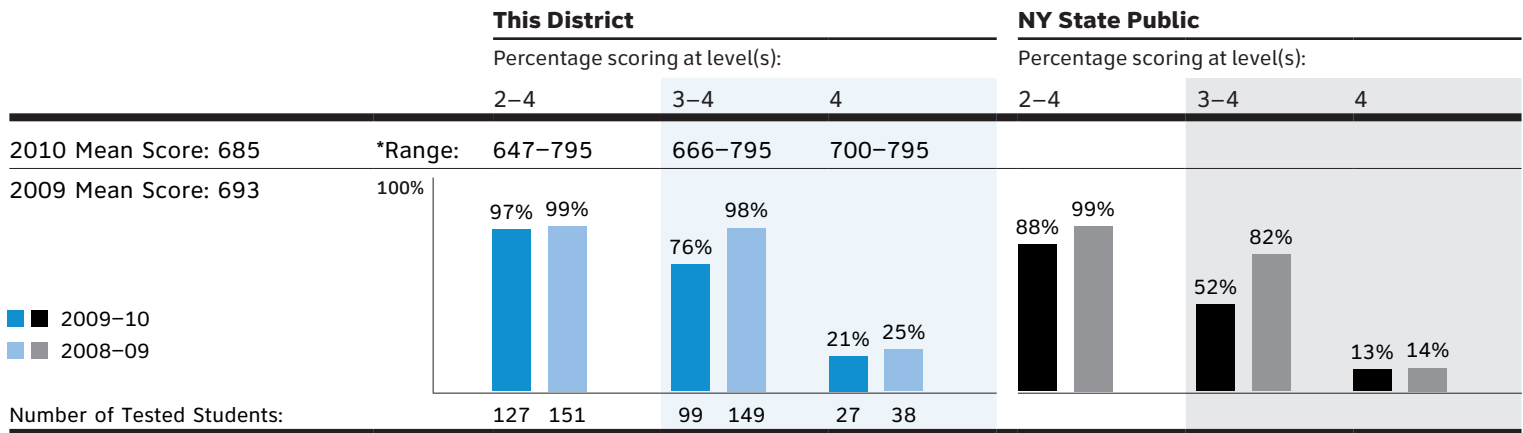 This District NY State Public
Percentage scoring at level(s): Percentage scoring at level(s):
2–4 3–4 4 2–4 3–4 4
2010 Mean Score: 685 *Range: 647–795 666–795 700–795
2009 Mean Score: 693 100%
97% 99% 76% 98% 21% 25% 88% 99% 52% 82% 13% 14%
2009–10
2008–09
Number of Tested Students: 127 151 99 149 27 38